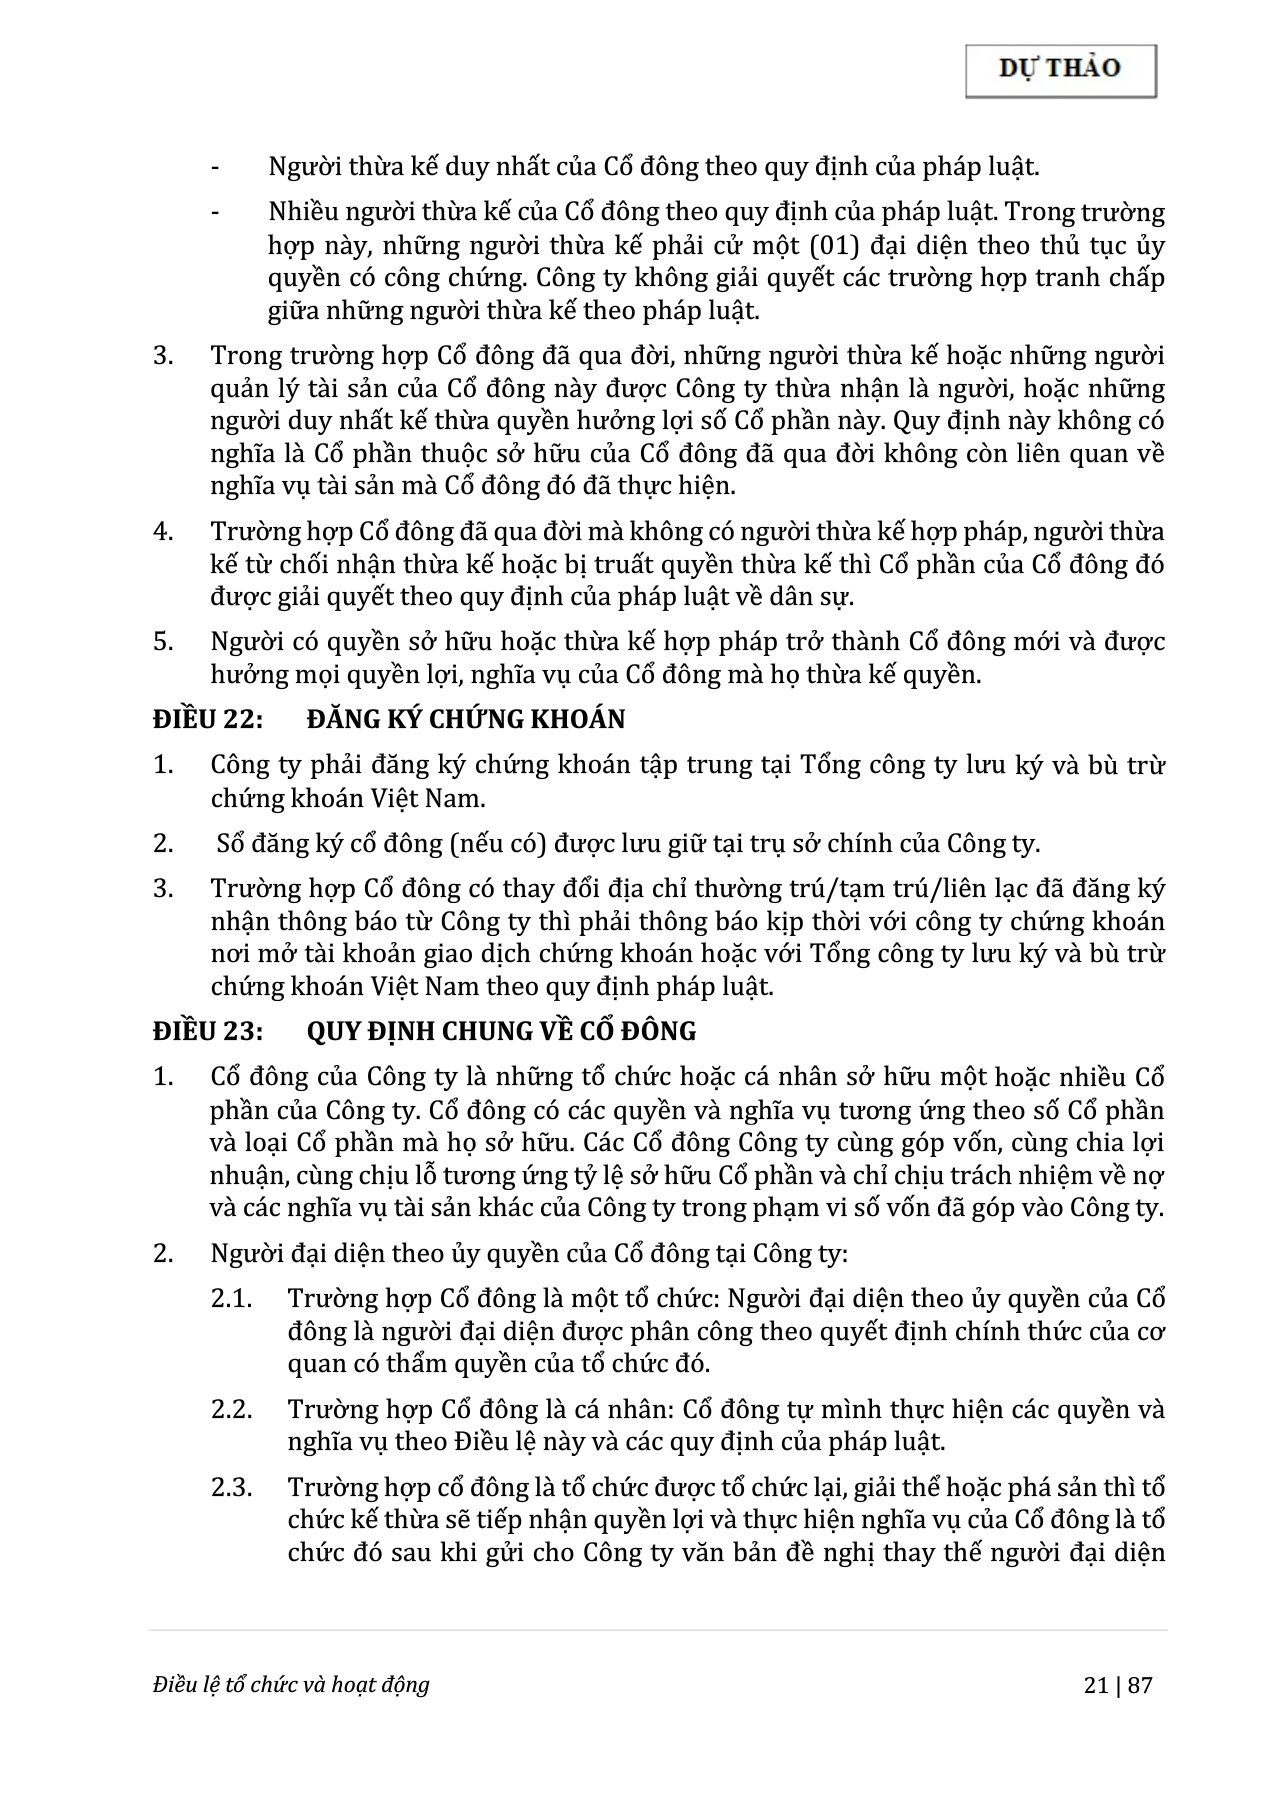 DỰ THẢO
- Người thừa kế duy nhất của Cổ đông theo quy định của pháp luật.
- Nhiều người thừa kế của Cổ đông theo quy định của pháp luật. Trong trường
hợp này, những người thừa kế phải cử một (01) đại diện theo thủ tục ủy
quyền có công chứng. Công ty không giải quyết các trường hợp tranh chấp
giữa những người thừa kế theo pháp luật.
3. Trong trường hợp Cổ đông đã qua đời, những người thừa kế hoặc những người
quản lý tài sản của Cổ đông này được Công ty thừa nhận là người, hoặc những
người duy nhất kế thừa quyền hưởng lợi số Cổ phần này. Quy định này không có
nghĩa là Cổ phần thuộc sở hữu của Cổ đông đã qua đời không còn liên quan về
nghĩa vụ tài sản mà Cổ đông đó đã thực hiện.
4. Trường hợp Cổ đông đã qua đời mà không có người thừa kế hợp pháp, người thừa
kế từ chối nhận thừa kế hoặc bị truất quyền thừa kế thì Cổ phần của Cổ đông đó
được giải quyết theo quy định của pháp luật về dân sự.
5. Người có quyền sở hữu hoặc thừa kế hợp pháp trở thành Cổ đông mới và được
hưởng mọi quyền lợi, nghĩa vụ của Cổ đông mà họ thừa kế quyền.
ĐIỀU 22: ĐĂNG KÝ CHỨNG KHOÁN
1. Công ty phải đăng ký chứng khoán tập trung tại Tổng công ty lưu ký và bù trừ
chứng khoán Việt Nam.
2. Sổ đăng ký cổ đông (nếu có) được lưu giữ tại trụ sở chính của Công ty.
3. Trường hợp Cổ đông có thay đổi địa chỉ thường trú/tạm trú/liên lạc đã đăng ký
nhận thông báo từ Công ty thì phải thông báo kịp thời với công ty chứng khoán
nơi mở tài khoản giao dịch chứng khoán hoặc với Tổng công ty lưu ký và bù trừ
chứng khoán Việt Nam theo quy định pháp luật.
ĐIỀU 23: QUY ĐỊNH CHUNG VỀ CỔ ĐÔNG
1. Cổ đông của Công ty là những tổ chức hoặc cá nhân sở hữu một hoặc nhiều Cổ
phần của Công ty. Cổ đông có các quyền và nghĩa vụ tương ứng theo số Cổ phần
và loại Cổ phần mà họ sở hữu. Các Cổ đông Công ty cùng góp vốn, cùng chia lợi
nhuận, cùng chịu lỗ tương ứng tỷ lệ sở hữu Cổ phần và chỉ chịu trách nhiệm về nợ
và các nghĩa vụ tài sản khác của Công ty trong phạm vi số vốn đã góp vào Công ty.
2. Người đại diện theo ủy quyền của Cổ đông tại Công ty:
2.1. Trường hợp Cổ đông là một tổ chức: Người đại diện theo ủy quyền của Cổ
đông là người đại diện được phân công theo quyết định chính thức của cơ
quan có thẩm quyền của tổ chức đó.
2.2. Trường hợp Cổ đông là cá nhân: Cổ đông tự mình thực hiện các quyền và
nghĩa vụ theo Điều lệ này và các quy định của pháp luật.
2.3. Trường hợp cổ đông là tổ chức được tổ chức lại, giải thể hoặc phá sản thì tổ
chức kế thừa sẽ tiếp nhận quyền lợi và thực hiện nghĩa vụ của Cổ đông là tổ
chức đó sau khi gửi cho Công ty văn bản đề nghị thay thế người đại diện
Điều lệ tổ chức và hoạt động
21 | 87